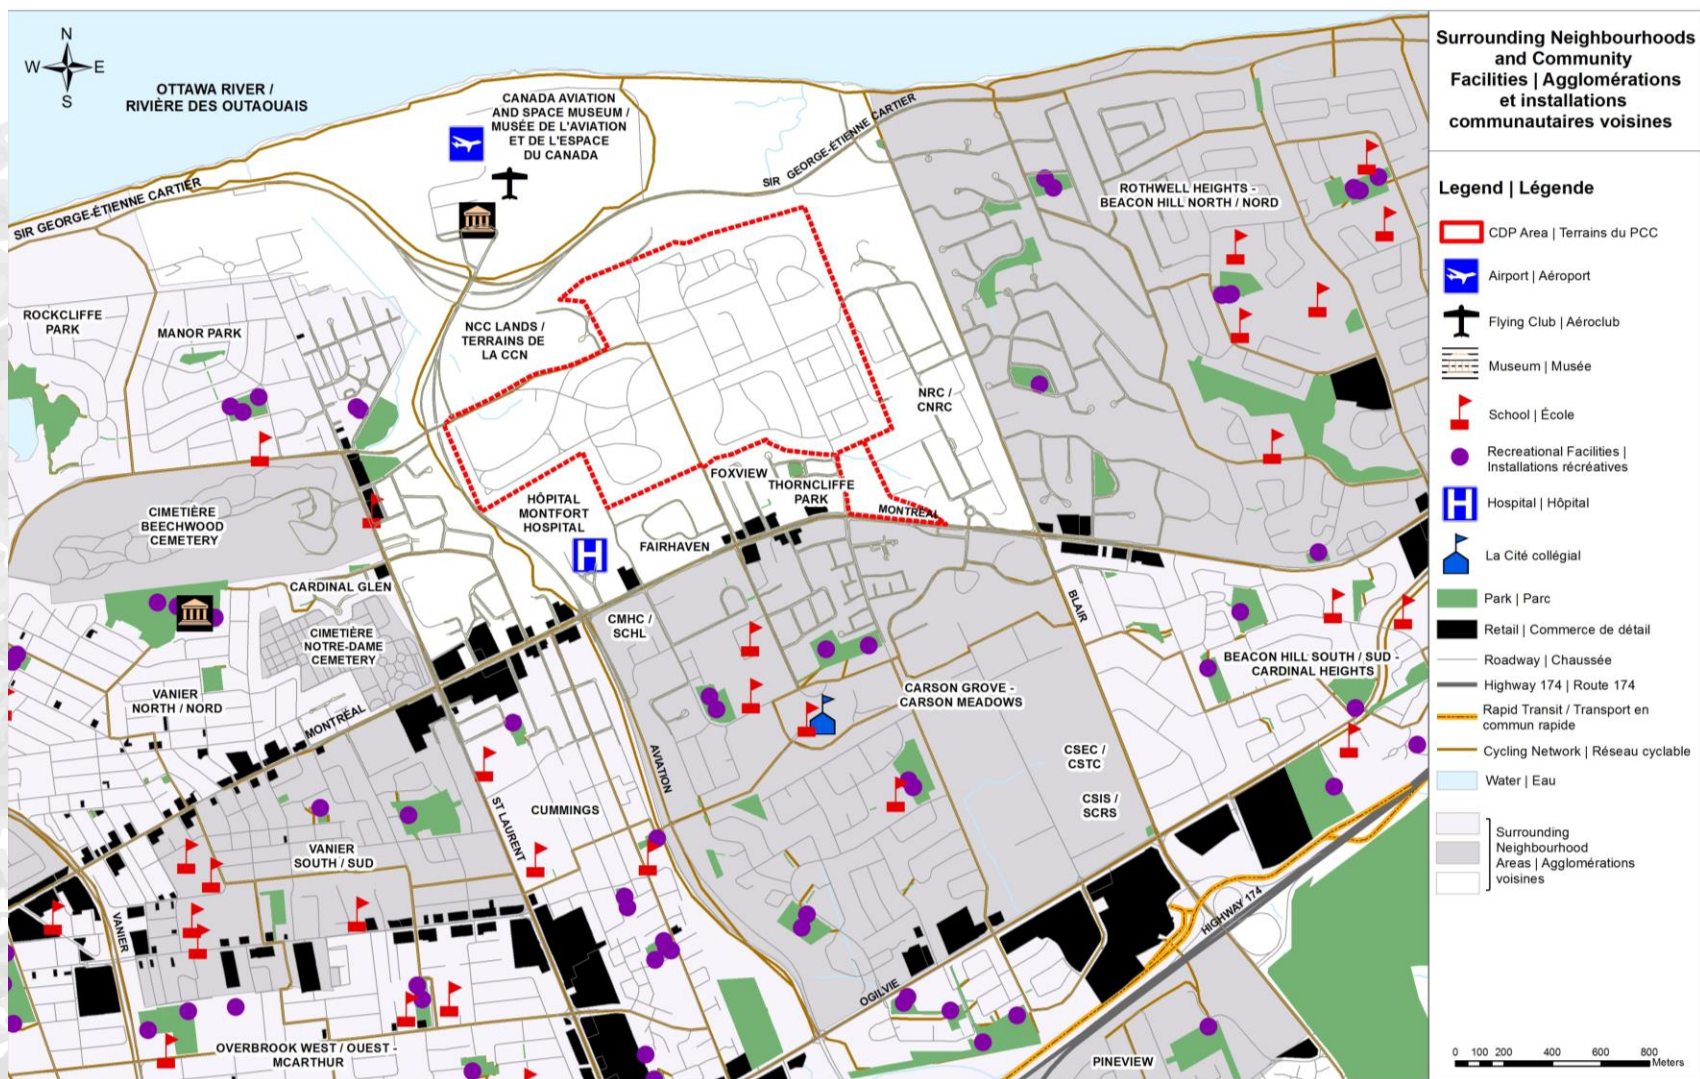 N
W
E
S
OTTAWA RIVER /
RIVIÈRE DES OUTAOUAIS
CANADA AVIATION
AND SPACE MUSEUM /
MUSÉE DE L'AVIATION
ET DE L'ESPACE
DU CANADA
SIR GEORGE-ÉTIENNE CARTIER
SIR GEORGE-ÉTIENNE CARTIER
ROTHWELL HEIGHTS -
BEACON HILL NORTH / NORD
ROCKCLIFFE
PARK
MANOR PARK
NCC LANDS /
TERRAINS DE
LA CCN
NRC /
CNRC
FOXVIEW
THORNCLIFFE
PARK
MONTRÉAL
HÔPITAL
MONTFORT
HOSPITAL
H
FAIRHAVEN
CIMETIÈRE
BEECHWOOD
CEMETERY
CARDINAL GLEN
CIMETIÈRE
NOTRE-DAME
CEMETERY
CMHC /
SCHL
BLAIR
VANIER
NORTH / NORD
MONTRÉAL
BEACON HILL SOUTH / SUD -
CARDINAL HEIGHTS
CARSON GROVE -
CARSON MEADOWS
AVIATION
CSEC /
CSTC
CSIS /
SCRS
ST LAURENT
CUMMINGS
VANIER
SOUTH / SUD
VANIER
HIGHWAY 174
OGILVIE
OVERBROOK WEST / OUEST -
MCARTHUR
PINEVIEW
Surrounding Neighbourhoods
and Community
Facilities | Agglomérations
et installations
communautaires voisines
Legend | Légende
CDP Area | Terrains du PCC
Airport | Aéroport
Flying Club | Aéroclub
Museum | Musée
School | École
Recreational Facilities |
Installations récréatives
H
Hospital | Hôpital
La Cité collégial
Park | Parc
Retail | Commerce de détail
Roadway | Chaussée
Highway 174 | Route 174
Rapid Transit / Transport en
commun rapide
Cycling Network | Réseau cyclable
Water | Eau
Surrounding
Neighbourhood
Areas | Agglomérations
voisines
0 100 200 400 600 800
Meters